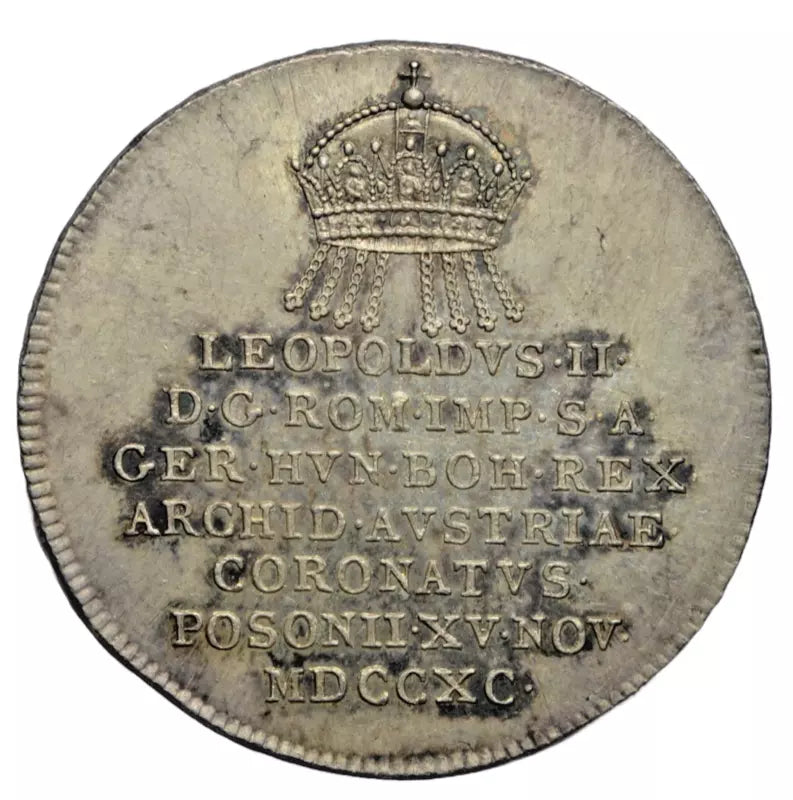 LEOPOLDVS·II·
D·G·ROM·IMP·S·A
GER·HVN·BOH·REX
ARCHID·AVSTRIAE·
CORONATVS·
POSONII·XV·NOV·
MDCCXC·